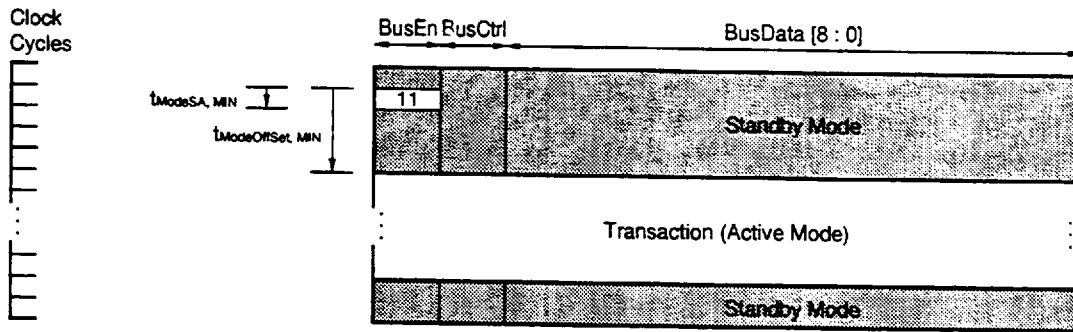 Clock
Cycles
BusEn BusCtrl BusData [8 : 0]
tModeSA, MIN
11
tModeOffSet, MIN
Standby Mode
Transaction (Active Mode)
Standby Mode